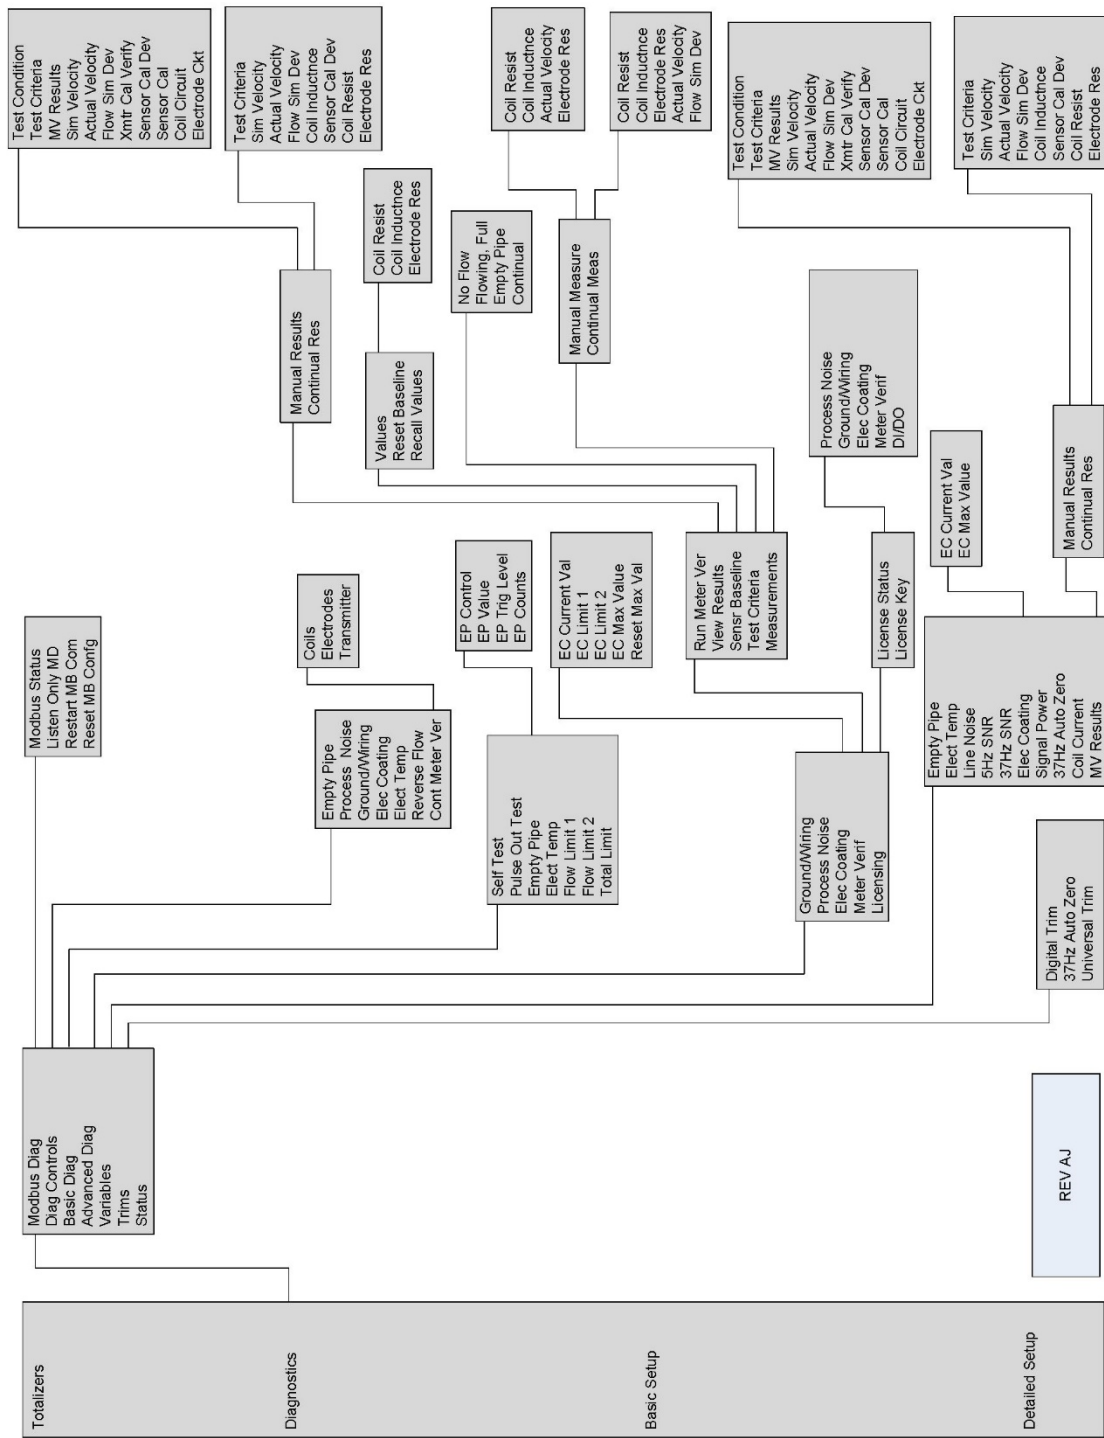 Totalizers
Diagnostics
Basic Setup
Detailed Setup
REV AJ
Modbus Diag
Diag Controls
Basic Diag
Advanced Diag
Variables
Trims
Status
Modbus Status
Listen Only MD
Restart MB Com
Reset MB Confg
Empty Pipe
Process Noise
Ground/Wiring
Elec Coating
Elect Temp
Reverse Flow
Cont Meter Ver
Coils
Electrodes
Transmitter
Self Test
Pulse Out Test
Empty Pipe
Elect Temp
Flow Limit 1
Flow Limit 2
Total Limit
EP Control
EP Value
EP Trig Level
EP Counts
Ground/Wiring
Process Noise
Elec Coating
Meter Verif
Licensing
EC Current Val
EC Limit 1
EC Limit 2
EC Max Value
Reset Max Val
Run Meter Ver
View Results
Sensr Baseline
Test Criteria
Measurements
Manual Results
Continual Res
Test Condition
Test Criteria
MV Results
Sim Velocity
Actual Velocity
Flow Sim Dev
Xmtr Cal Verify
Sensor Cal Dev
Sensor Cal
Coil Circuit
Electrode Ckt
Test Criteria
Sim Velocity
Actual Velocity
Flow Sim Dev
Coil Inductnce
Sensor Cal Dev
Coil Resist
Electrode Res
Values
Reset Baseline
Recall Values
Coil Resist
Coil Inductnce
Electrode Res
No Flow
Flowing, Full
Empty Pipe
Continual
Manual Measure
Continual Meas
Coil Resist
Coil Inductnce
Actual Velocity
Electrode Res
Coil Resist
Coil Inductnce
Electrode Res
Actual Velocity
Flow Sim Dev
License Status
License Key
Process Noise
Ground/Wiring
Elec Coating
Meter Verif
DI/DO
Empty Pipe
Elect Temp
Line Noise
5Hz SNR
37Hz SNR
Elec Coating
Signal Power
37Hz Auto Zero
Coil Current
MV Results
EC Current Val
EC Max Value
Manual Results
Continual Res
Test Condition
Test Criteria
MV Results
Sim Velocity
Actual Velocity
Flow Sim Dev
Xmtr Cal Verify
Sensor Cal Dev
Sensor Cal
Coil Circuit
Electrode Ckt
Test Criteria
Sim Velocity
Actual Velocity
Flow Sim Dev
Coil Inductnce
Sensor Cal Dev
Coil Resist
Electrode Res
Digital Trim
37Hz Auto Zero
Universal Trim